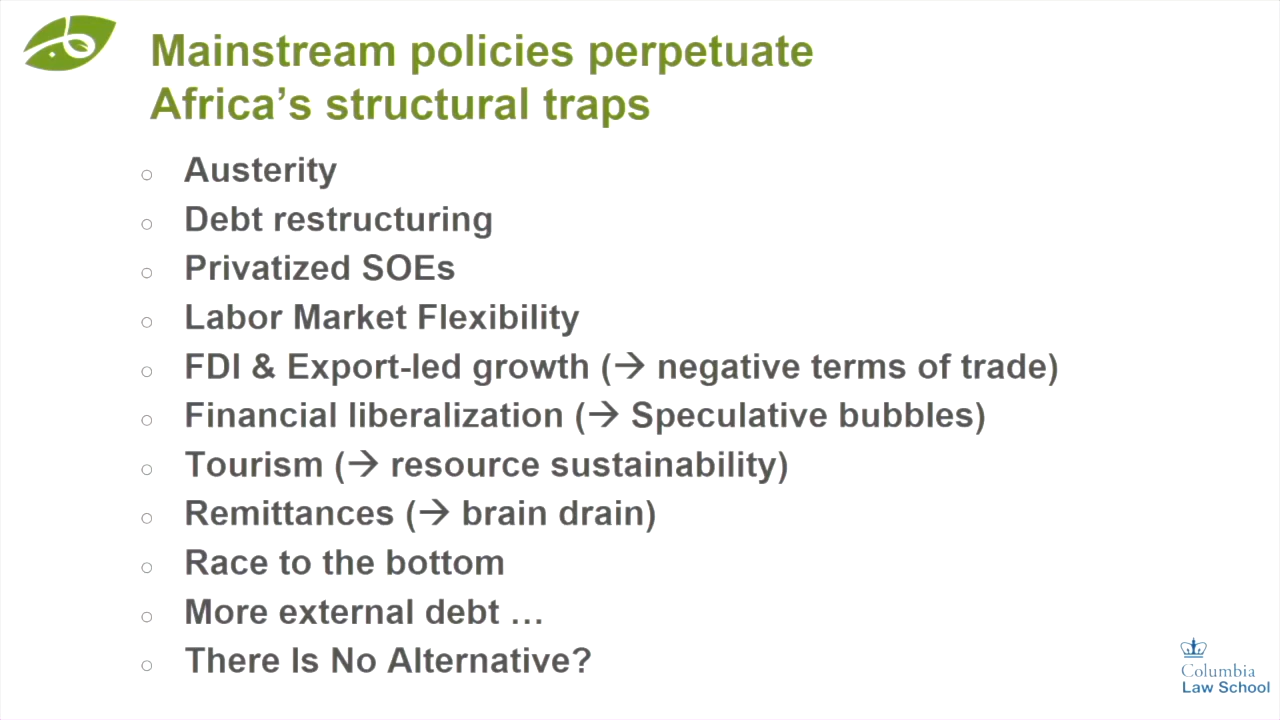 Mainstream policies perpetuate
Africa's structural traps
○ Austerity
○ Debt restructuring
○ Privatized SOEs
○ Labor Market Flexibility
○ FDI & Export-led growth (→ negative terms of trade)
○ Financial liberalization (→ Speculative bubbles)
○ Tourism (→ resource sustainability)
○ Remittances (→ brain drain)
○ Race to the bottom
○ More external debt …
○ There Is No Alternative?
Columbia
Law School